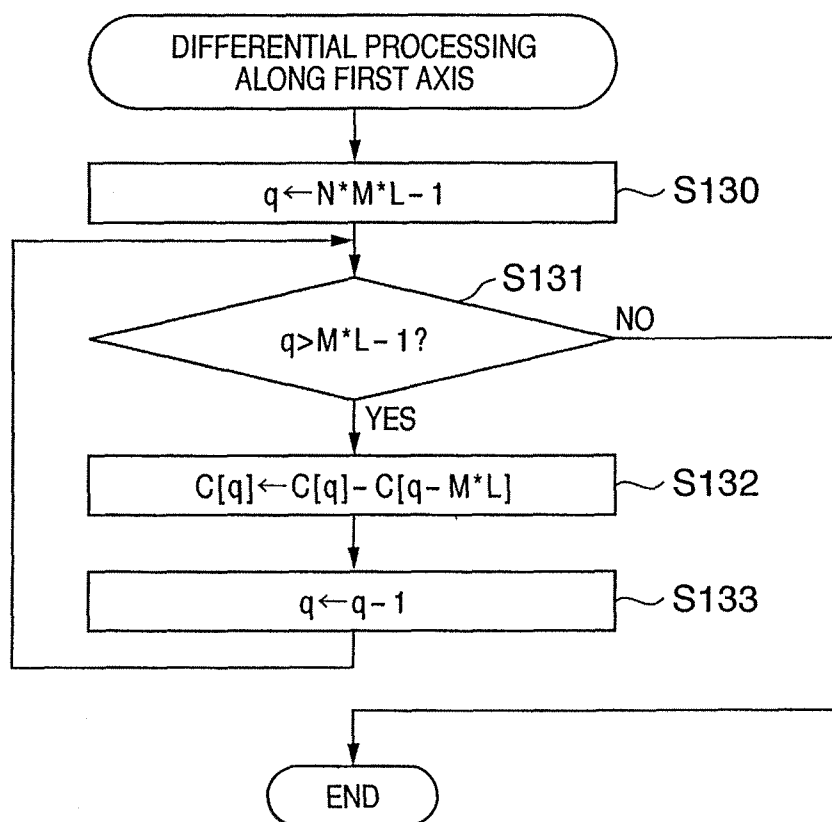 DIFFERENTIAL PROCESSING
ALONG FIRST AXIS
q←N*M*L-1
S130
S131
q>M*L-1?
NO
YES
C[q]←C[q]-C[q-M*L]
S132
q←q-1
S133
END